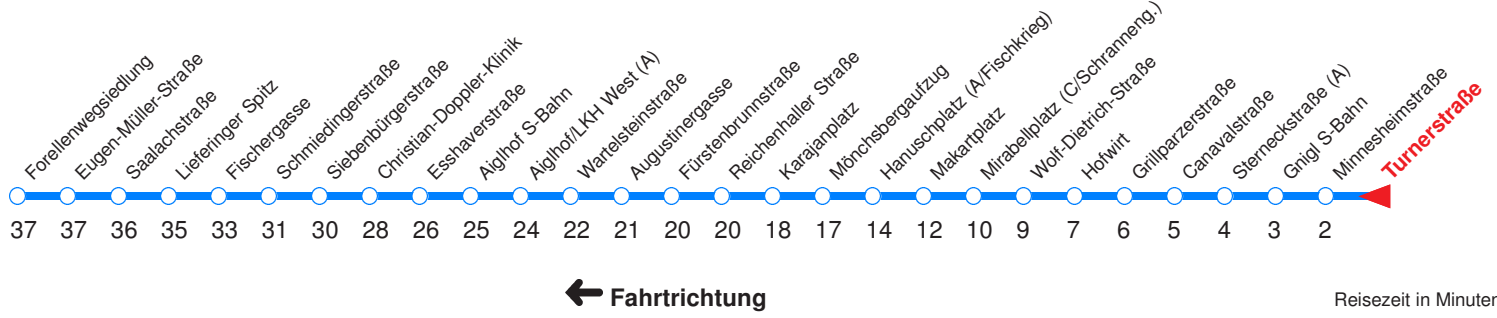 Forellenwegsiedlung
Eugen-Müller-Straße
Saalachstraße
Lieferinger Spitz
Fischergasse
Schmiedingerstraße
Siebenbürgerstraße
Christian-Doppler-Klinik
Esshaverstraße
Aiglhof S-Bahn
Aiglhof/LKH West (A)
Wartelsteinstraße
Augustinergasse
Fürstenbrunnstraße
Reichenhaller Straße
Karajanplatz
Mönchsbergaufzug
Hanuschplatz (A/Fischkrieg)
Makartplatz
Mirabellplatz (C/Schranneng.)
Wolf-Dietrich-Straße
Hofwirt
Grillparzerstraße
Canavalstraße
Sterneckstraße (A)
Gnigl S-Bahn
Minnesheimstraße
Turnerstraße
37 37 36 35 33 31 30 28 26 25 24 22 21 20 20 18 17 14 12 10 9 7 6 5 4 3 2
Fahrtrichtung
Reisezeit in Minuter